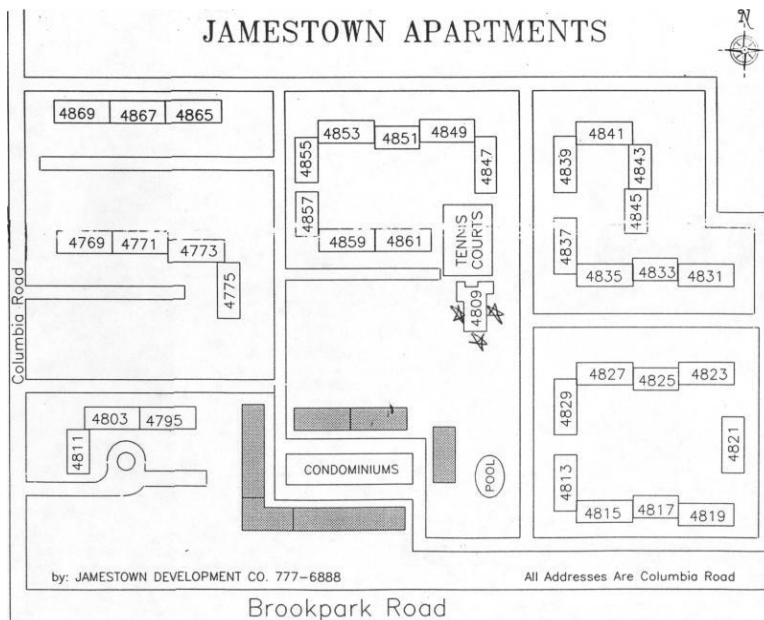 JAMESTOWN APARTMENTS
N
4869 4867 4865
4853 4851 4849
4855
4847
4841
4839
4843
4845
4857
4859 4861
TENNIS
COURTS
4837
4835 4833 4831
4769 4771 4773
4775
4809
Columbia Road
4827 4825 4823
4829
4821
4803 4795
4811
CONDOMINIUMS
POOL
4813
4815 4817 4819
by: JAMESTOWN DEVELOPMENT CO. 777-6888
All Addresses Are Columbia Road
Brookpark Road